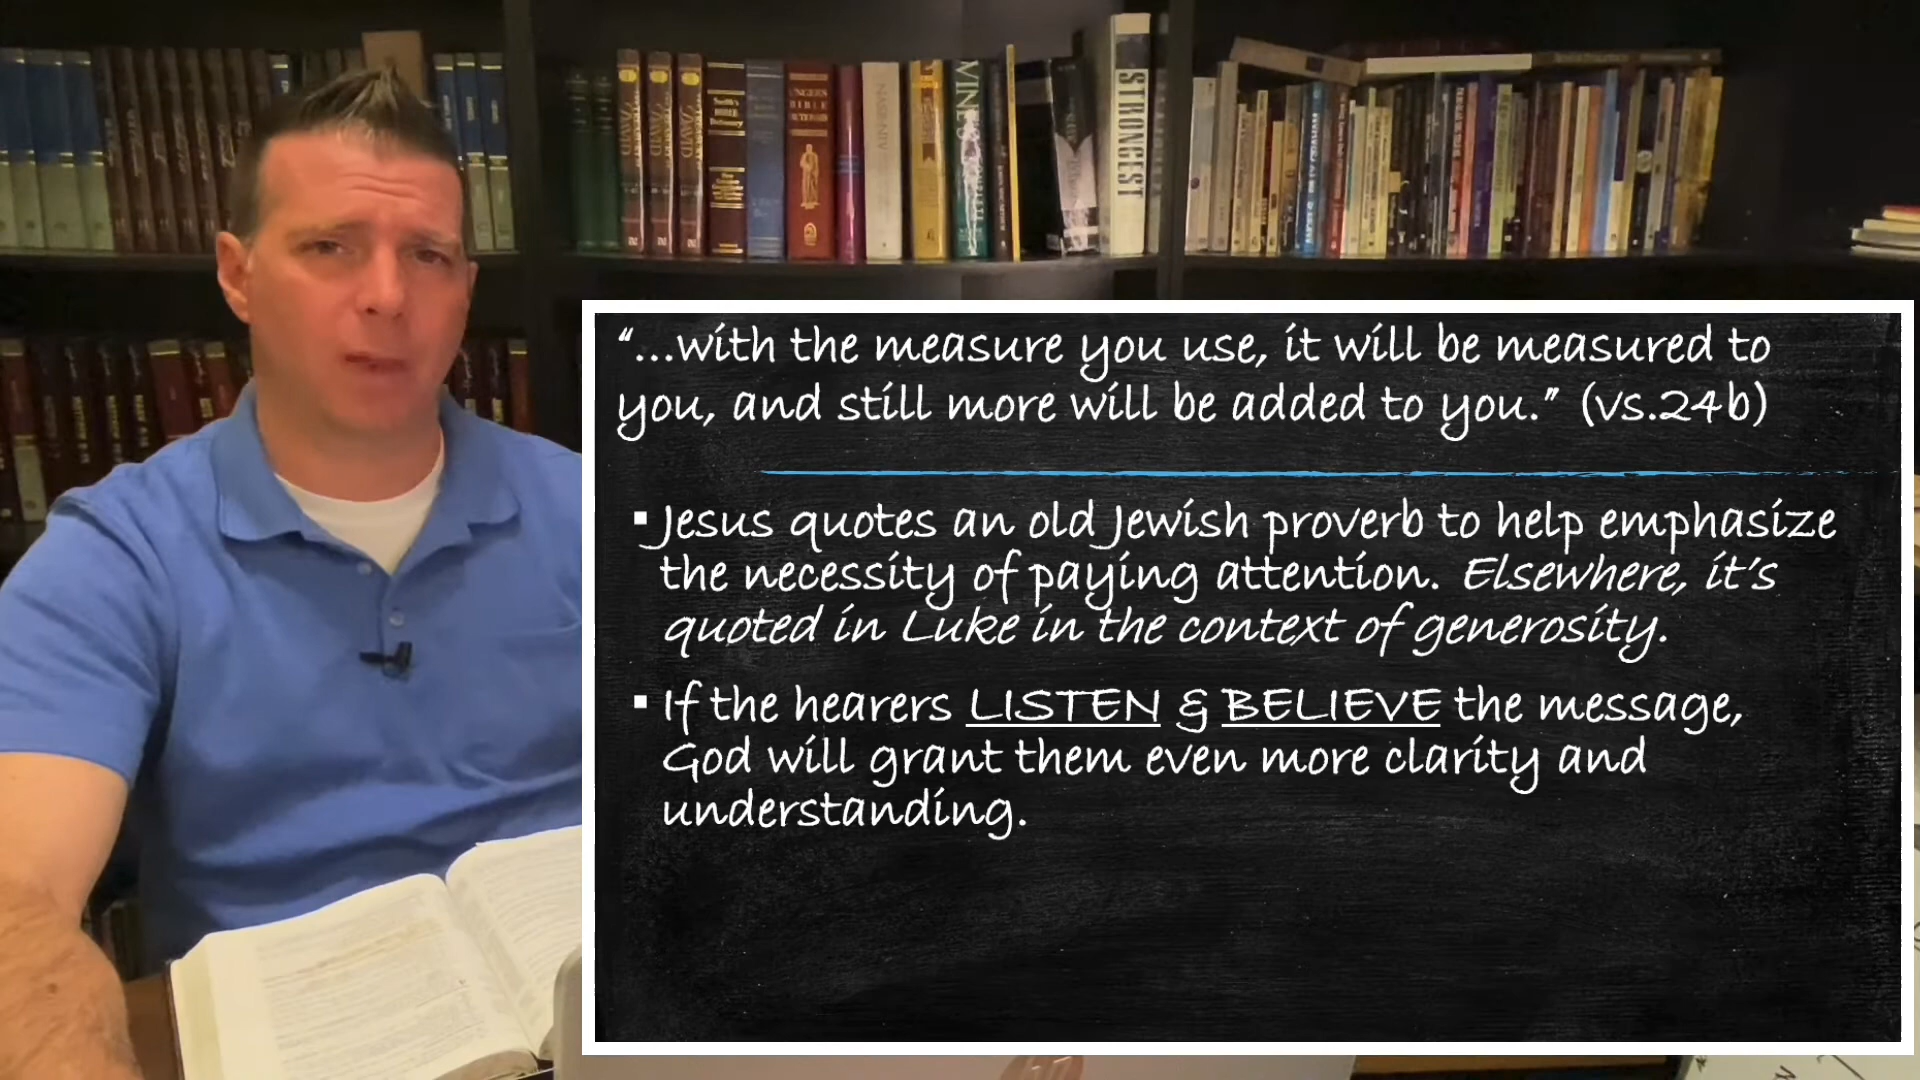 STRONGEST
UNGER'S
BIBLE
VINE'S
“...with the measure you use, it will be measured to
you, and still more will be added to you.” (vs.24b)
▪ Jesus quotes an old Jewish proverb to help emphasize
the necessity of paying attention. Elsewhere, it’s
quoted in Luke in the context of generosity.
▪ If the hearers LISTEN & BELIEVE the message,
God will grant them even more clarity and
understanding.